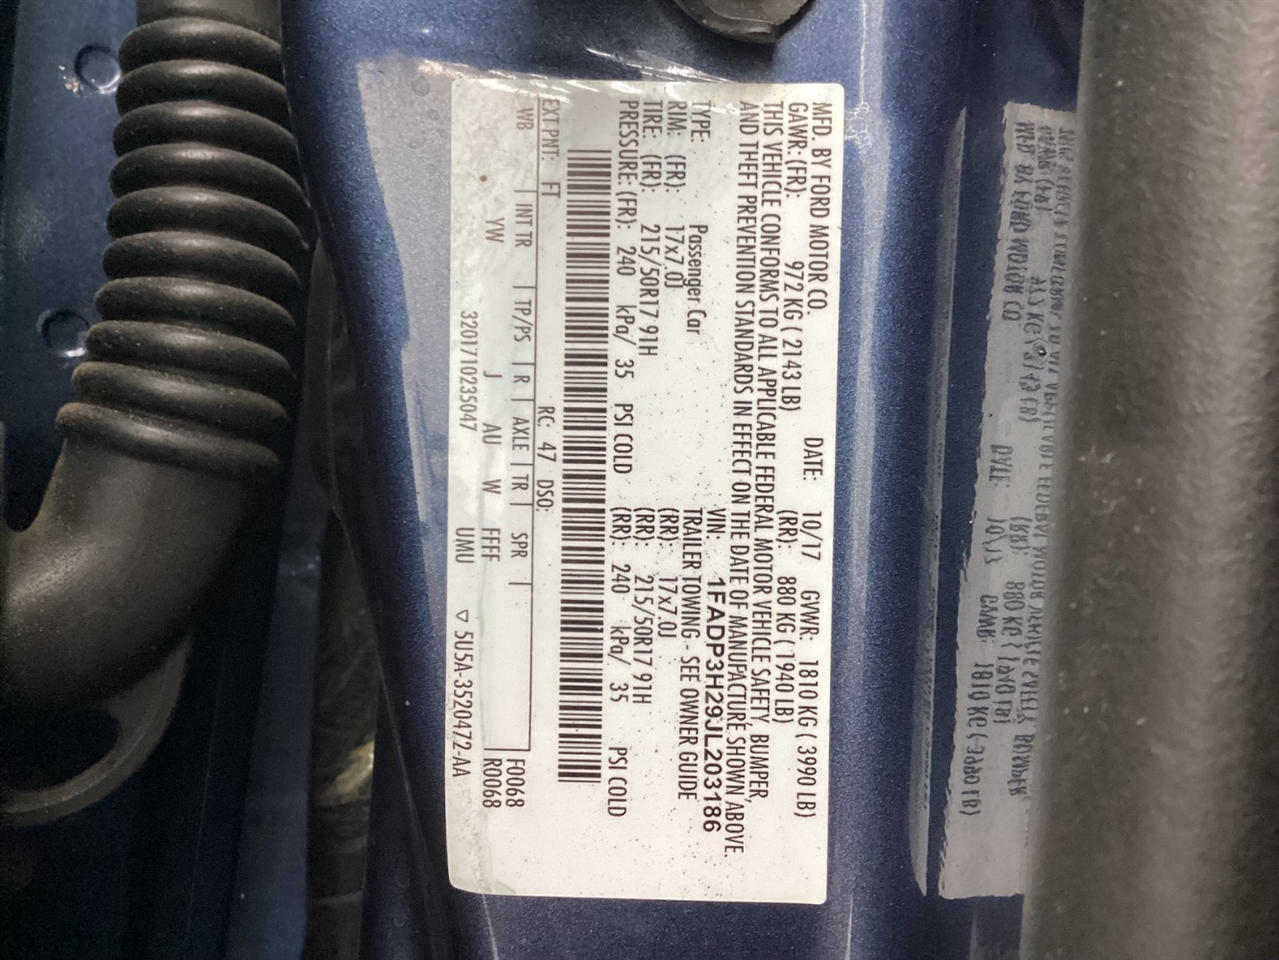 MFD. BY FORD MOTOR CO. DATE: 10/17 GVWR: 1810 KG ( 3990 LB)
GAWR: (FR): 972 KG ( 2143 LB) (RR): 880 KG ( 1940 LB)
THIS VEHICLE CONFORMS TO ALL APPLICABLE FEDERAL MOTOR VEHICLE SAFETY, BUMPER,
AND THEFT PREVENTION STANDARDS IN EFFECT ON THE DATE OF MANUFACTURE SHOWN ABOVE.
VIN: 1FADP3H29JL203186
TYPE: Passenger Car TRAILER TOWING - SEE OWNER GUIDE
RIM: (FR): 17x7.0J (RR): 17x7.0J
TIRE: (FR): 215/50R17 91H (RR): 215/50R17 91H
PRESSURE: (FR): 240 kPa/ 35 PSI COLD (RR): 240 kPa/ 35 PSI COLD
EXT PNT: FT RC: 47 DSO:
WB INT TR TP/PS R AXLE TR SPR F0068
YW J AU W FFFF R0068
3201710235047 UMU ▽ 5U5A-3520472-AA